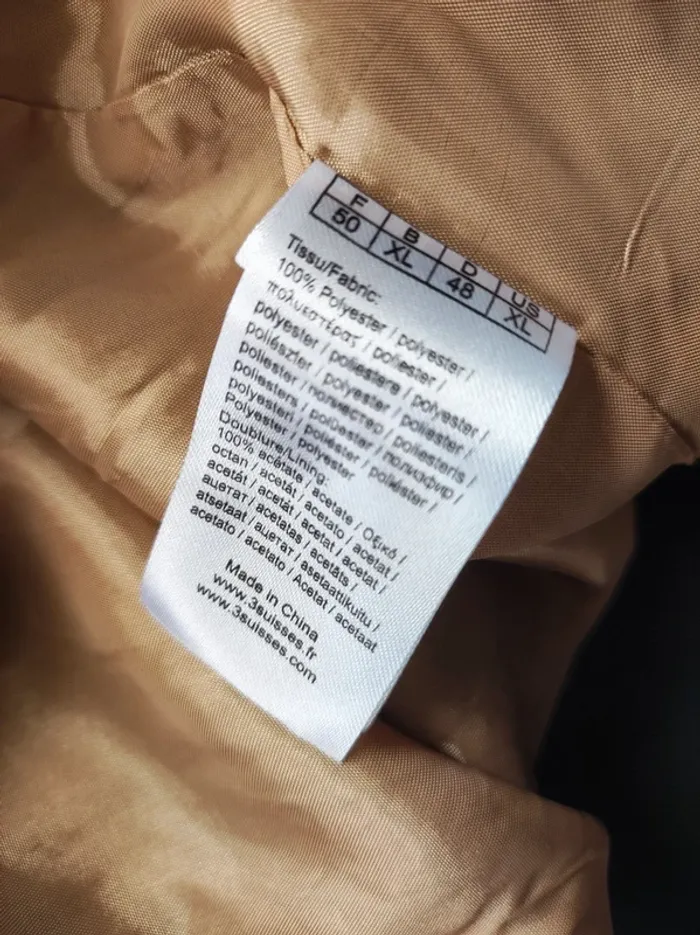 F B D US
50 XL 48 XL
Tissu/Fabric:
100% Polyester / polyester /
πολυεστέρας / poliester /
polyester / poliestere / polyester /
poliészter / polyester / poliester /
poliester / полиестер / poliesteris /
poliesters / poliüester / полиэфир /
Polyesteri / poliéster / poliéster /
Polyester / polyester
Doublure/Lining:
100% acétate / acetate / Οξικό /
octan / acetát / acetato / acetat /
acetát / acetát / acetat / acetat /
ацетат / acetatas / acetāts /
atsetaat / ацетат / asetaattikuitu /
acetato / acetato / Acetat / acetaat
Made in China
www.3suisses.fr
www.3suisses.com